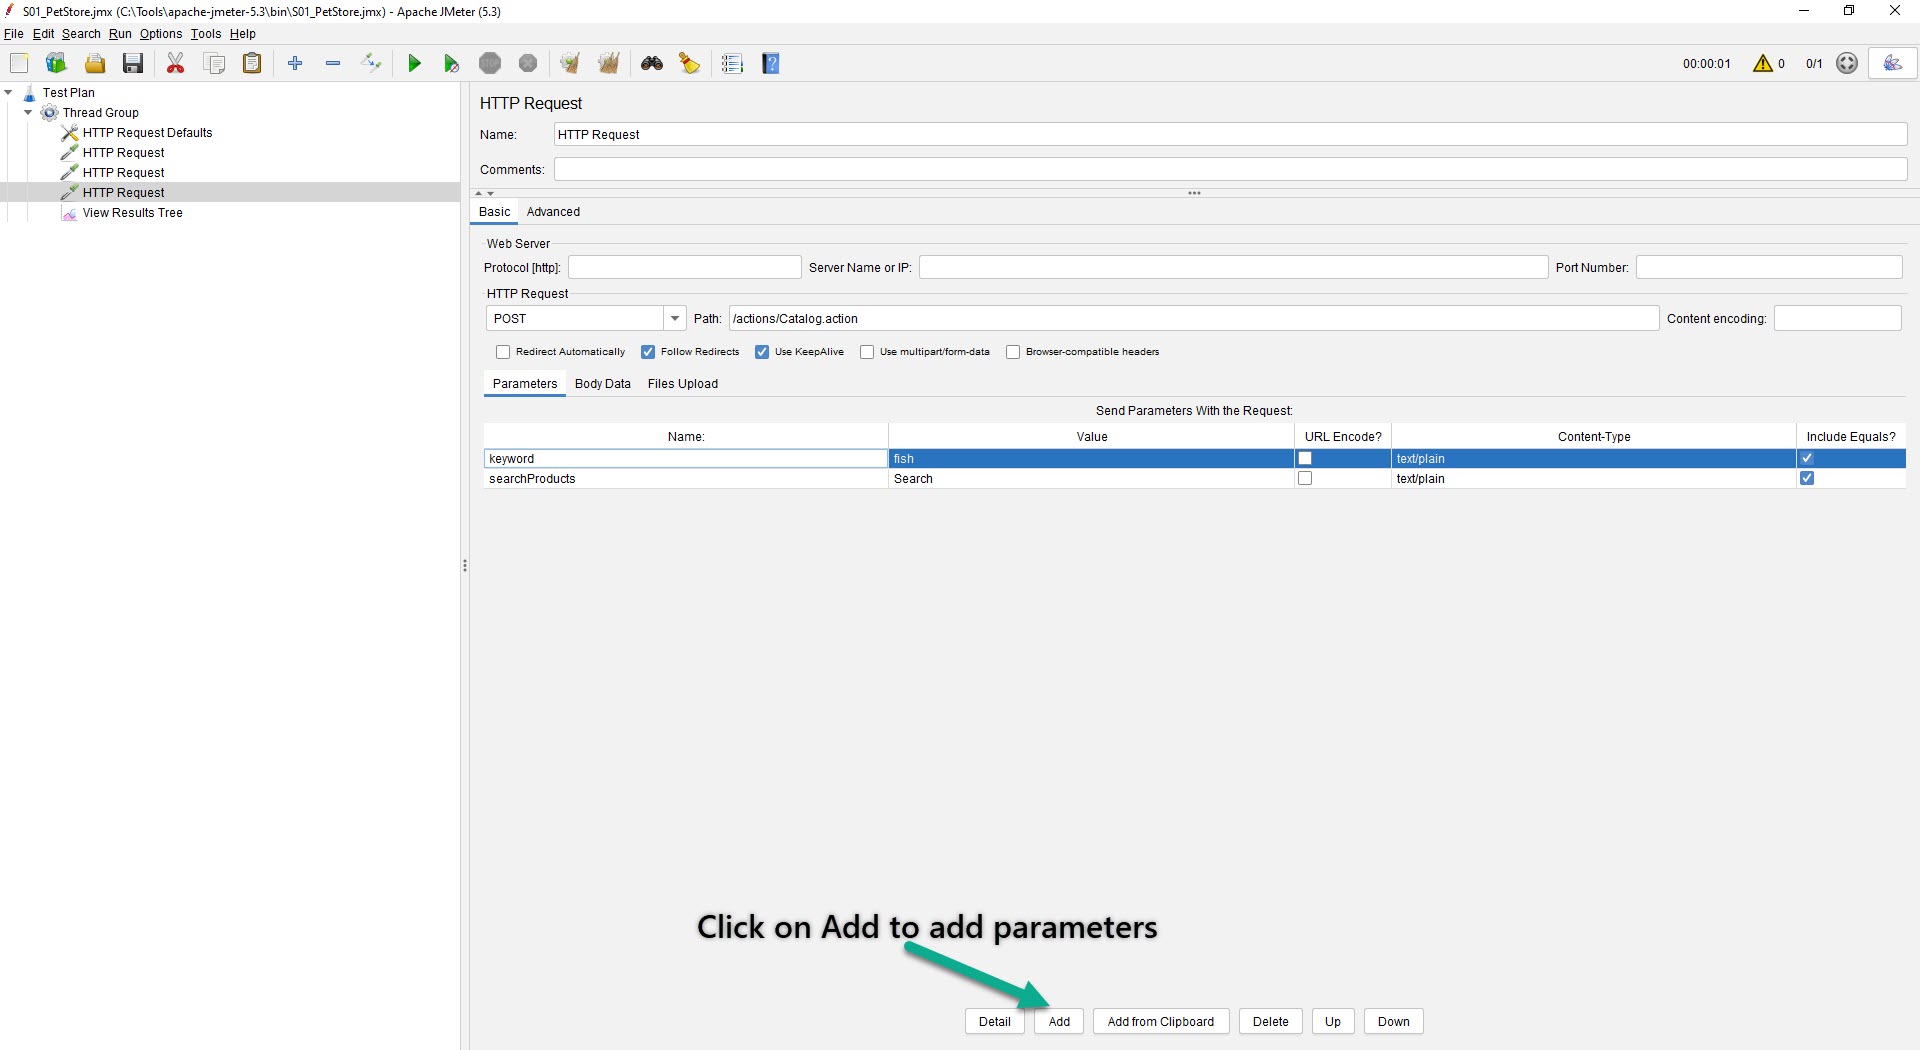 S01_PetStore.jmx (C:\Tools\apache-jmeter-5.3\bin\S01_PetStore.jmx) - Apache JMeter (5.3)
File Edit Search Run Options Tools Help
STOP ? 00:00:01 0 0/1
Test Plan
Thread Group
HTTP Request Defaults
HTTP Request
HTTP Request
HTTP Request
View Results Tree
HTTP Request
Name: HTTP Request
Comments:
Basic Advanced
Web Server
Protocol [http]: Server Name or IP: Port Number:
HTTP Request
POST Path: /actions/Catalog.action Content encoding:
Redirect Automatically Follow Redirects Use KeepAlive Use multipart/form-data Browser-compatible headers
Parameters Body Data Files Upload
Send Parameters With the Request:
Name: Value URL Encode? Content-Type Include Equals?
keyword fish text/plain
searchProducts Search text/plain
Click on Add to add parameters
Detail Add Add from Clipboard Delete Up Down